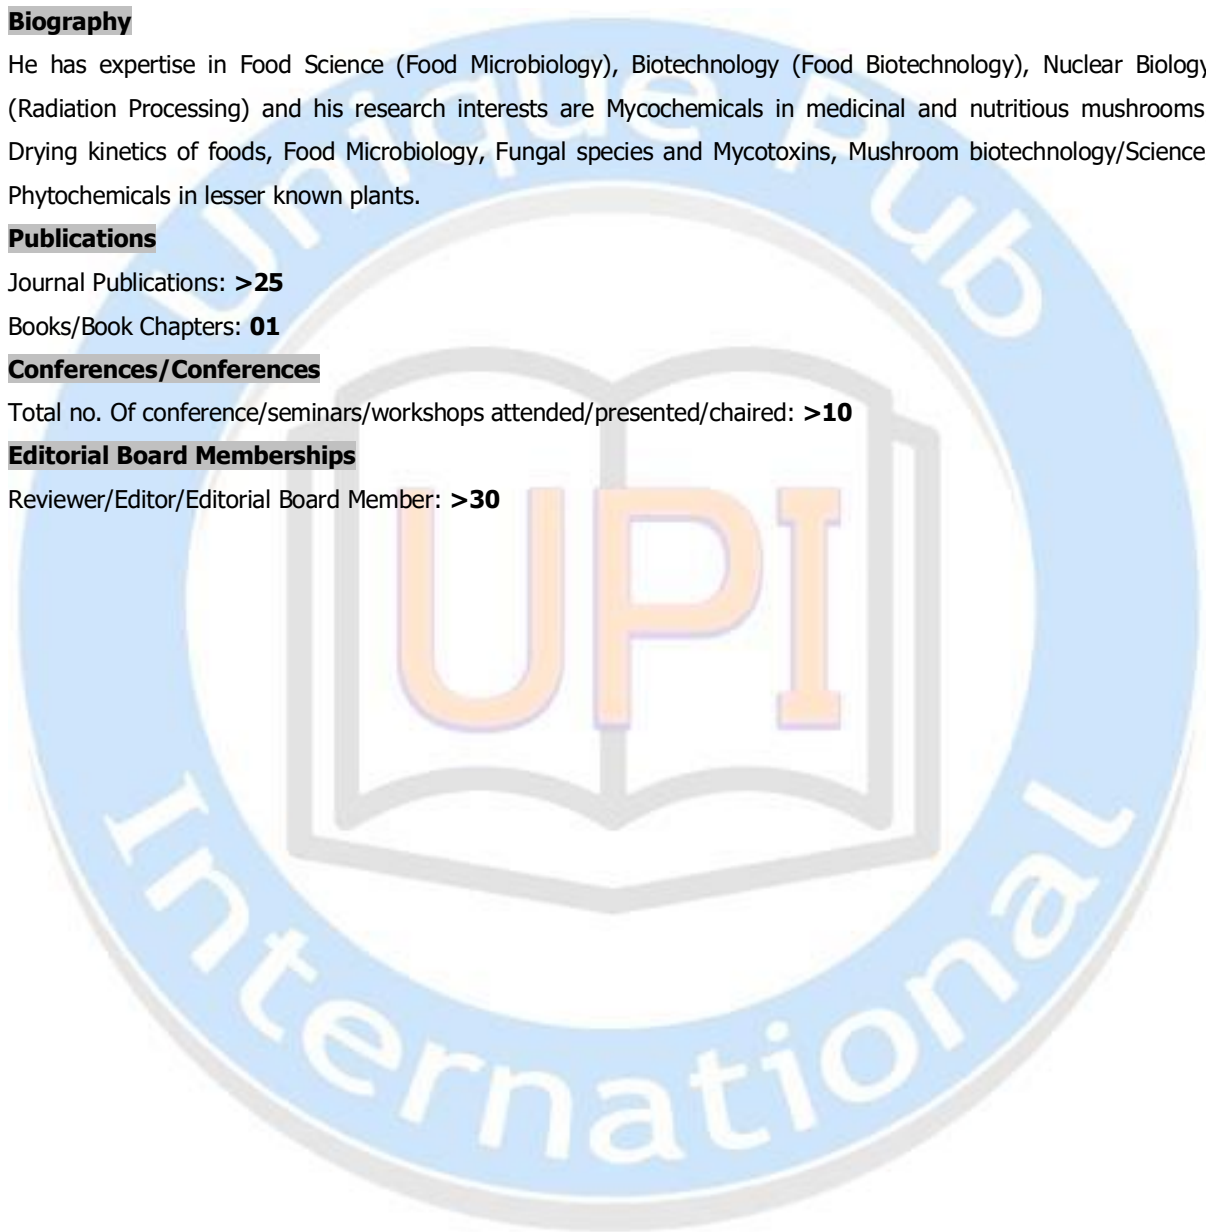 Biography
He has expertise in Food Science (Food Microbiology), Biotechnology (Food Biotechnology), Nuclear Biology
(Radiation Processing) and his research interests are Mycochemicals in medicinal and nutritious mushrooms
Drying kinetics of foods, Food Microbiology, Fungal species and Mycotoxins, Mushroom biotechnology/Science
Phytochemicals in lesser known plants.
Publications
Journal Publications: >25
Books/Book Chapters: 01
Conferences/Conferences
Total no. Of conference/seminars/workshops attended/presented/chaired: >10
Editorial Board Memberships
Reviewer/Editor/Editorial Board Member: >30
Unique Pub
UPI
International